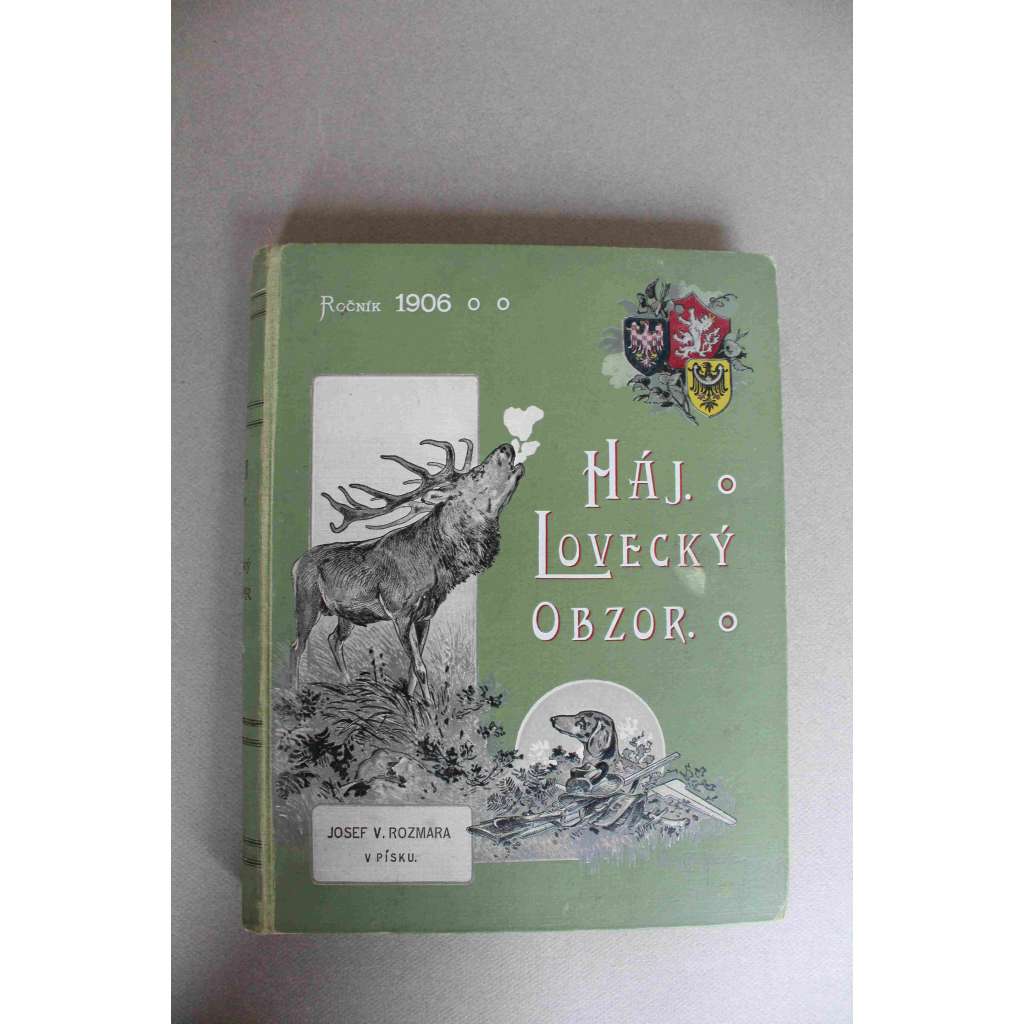 Ročník 1906 o o
Háj. o
Lovecký
Obzor. o
JOSEF V. ROZMARA
V PÍSKU.